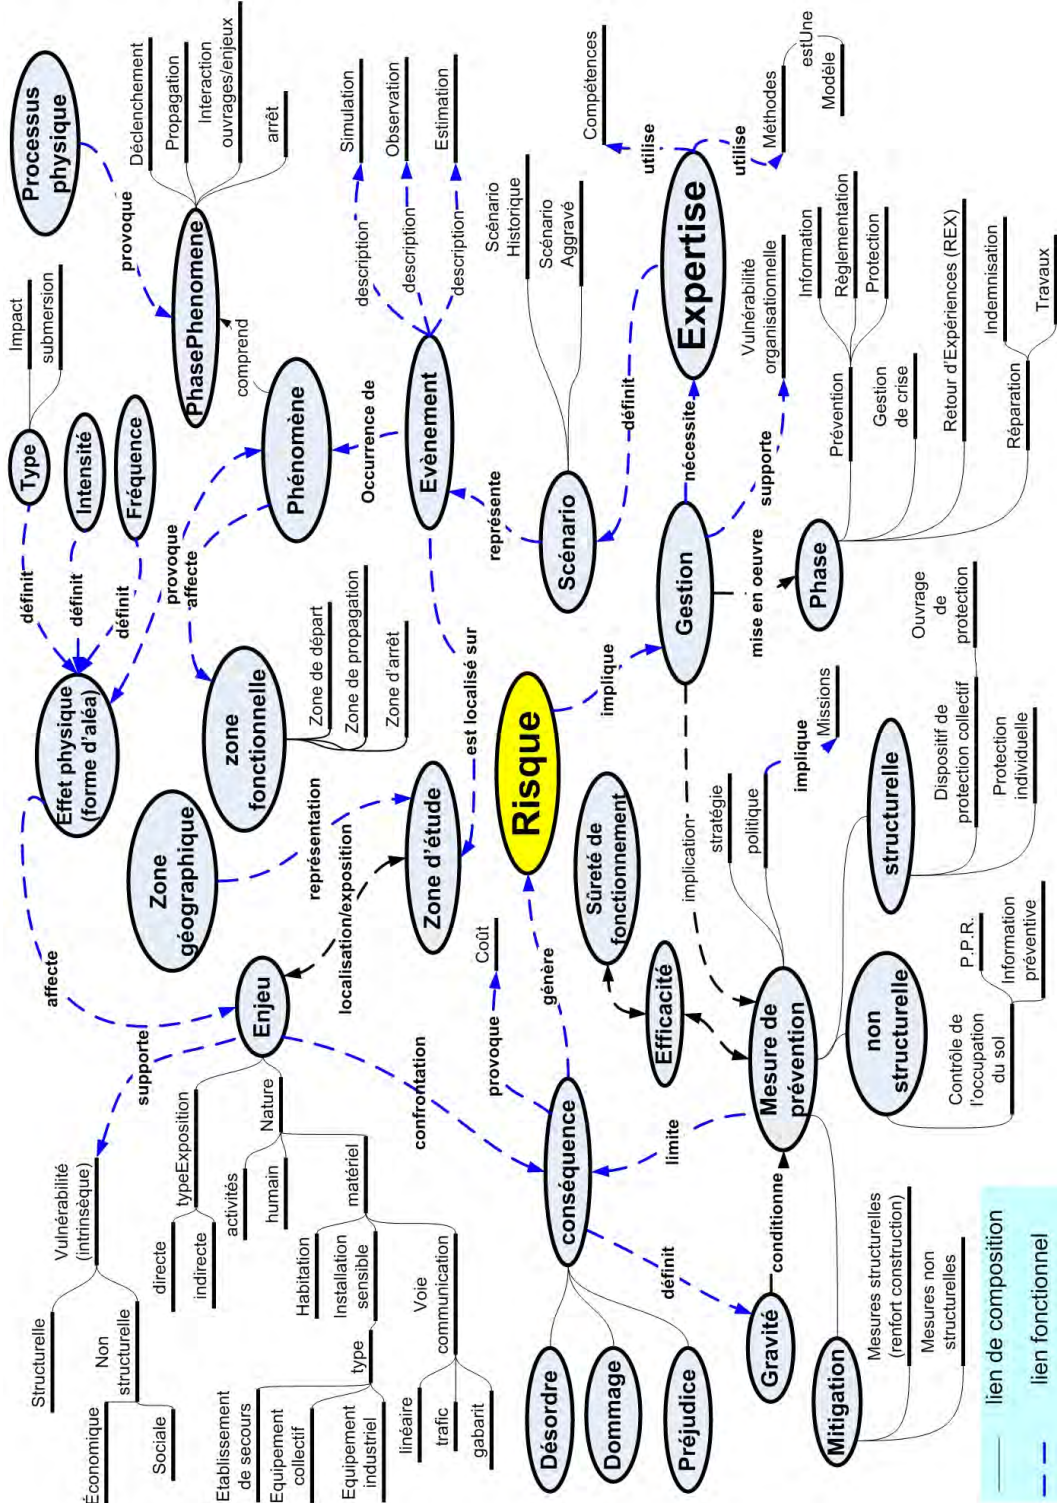 Processus
physique
provoque
Déclenchement
Propagation
Interaction
ouvrages/enjeux
arrêt
PhasePhenomene
comprend
Impact
submersion
Type
Intensité
Fréquence
définit
définit
définit
provoque
affecte
Phénomène
Occurrence de
Evènement
description
description
description
Simulation
Observation
Estimation
Effet physique
(forme d'aléa)
zone
fonctionnelle
Zone de départ
Zone de propagation
Zone d'arrêt
Zone
géographique
représentation
Zone d'étude
localisation/exposition
est localisé sur
représente
Scénario
Scénario
Historique
Scénario
Aggravé
définit
Expertise
utilise
Compétences
utilise
Méthodes
estUne
Modèle
nécessite
Gestion
supporte
Vulnérabilité
organisationnelle
mise en oeuvre
Phase
Prévention
Information
Règlementation
Protection
Gestion
de crise
Retour d'Expériences (REX)
Réparation
Indemnisation
Travaux
Risque
implique
implication
affecte
Enjeu
supporte
Vulnérabilité
(intrinsèque)
Structurelle
Non
structurelle
Économique
Sociale
typeExposition
directe
indirecte
Nature
activités
humain
matériel
Habitation
Installation
sensible
type
Etablissement
de secours
Equipement
collectif
Equipement
industriel
Voie
communication
linéaire
trafic
gabarit
confrontation
conséquence
provoque
Coût
génère
Désordre
Dommage
Préjudice
définit
Gravité
conditionne
limite
Mesure de
prévention
Efficacité
Sûreté de
fonctionnement
stratégie
politique
implique
Missions
structurelle
Dispositif de
protection collectif
Ouvrage
de
protection
Protection
individuelle
non
structurelle
Contrôle de
l'occupation
du sol
P.P.R.
Information
préventive
Mitigation
Mesures structurelles
(renfort construction)
Mesures non
structurelles
lien de composition
lien fonctionnel